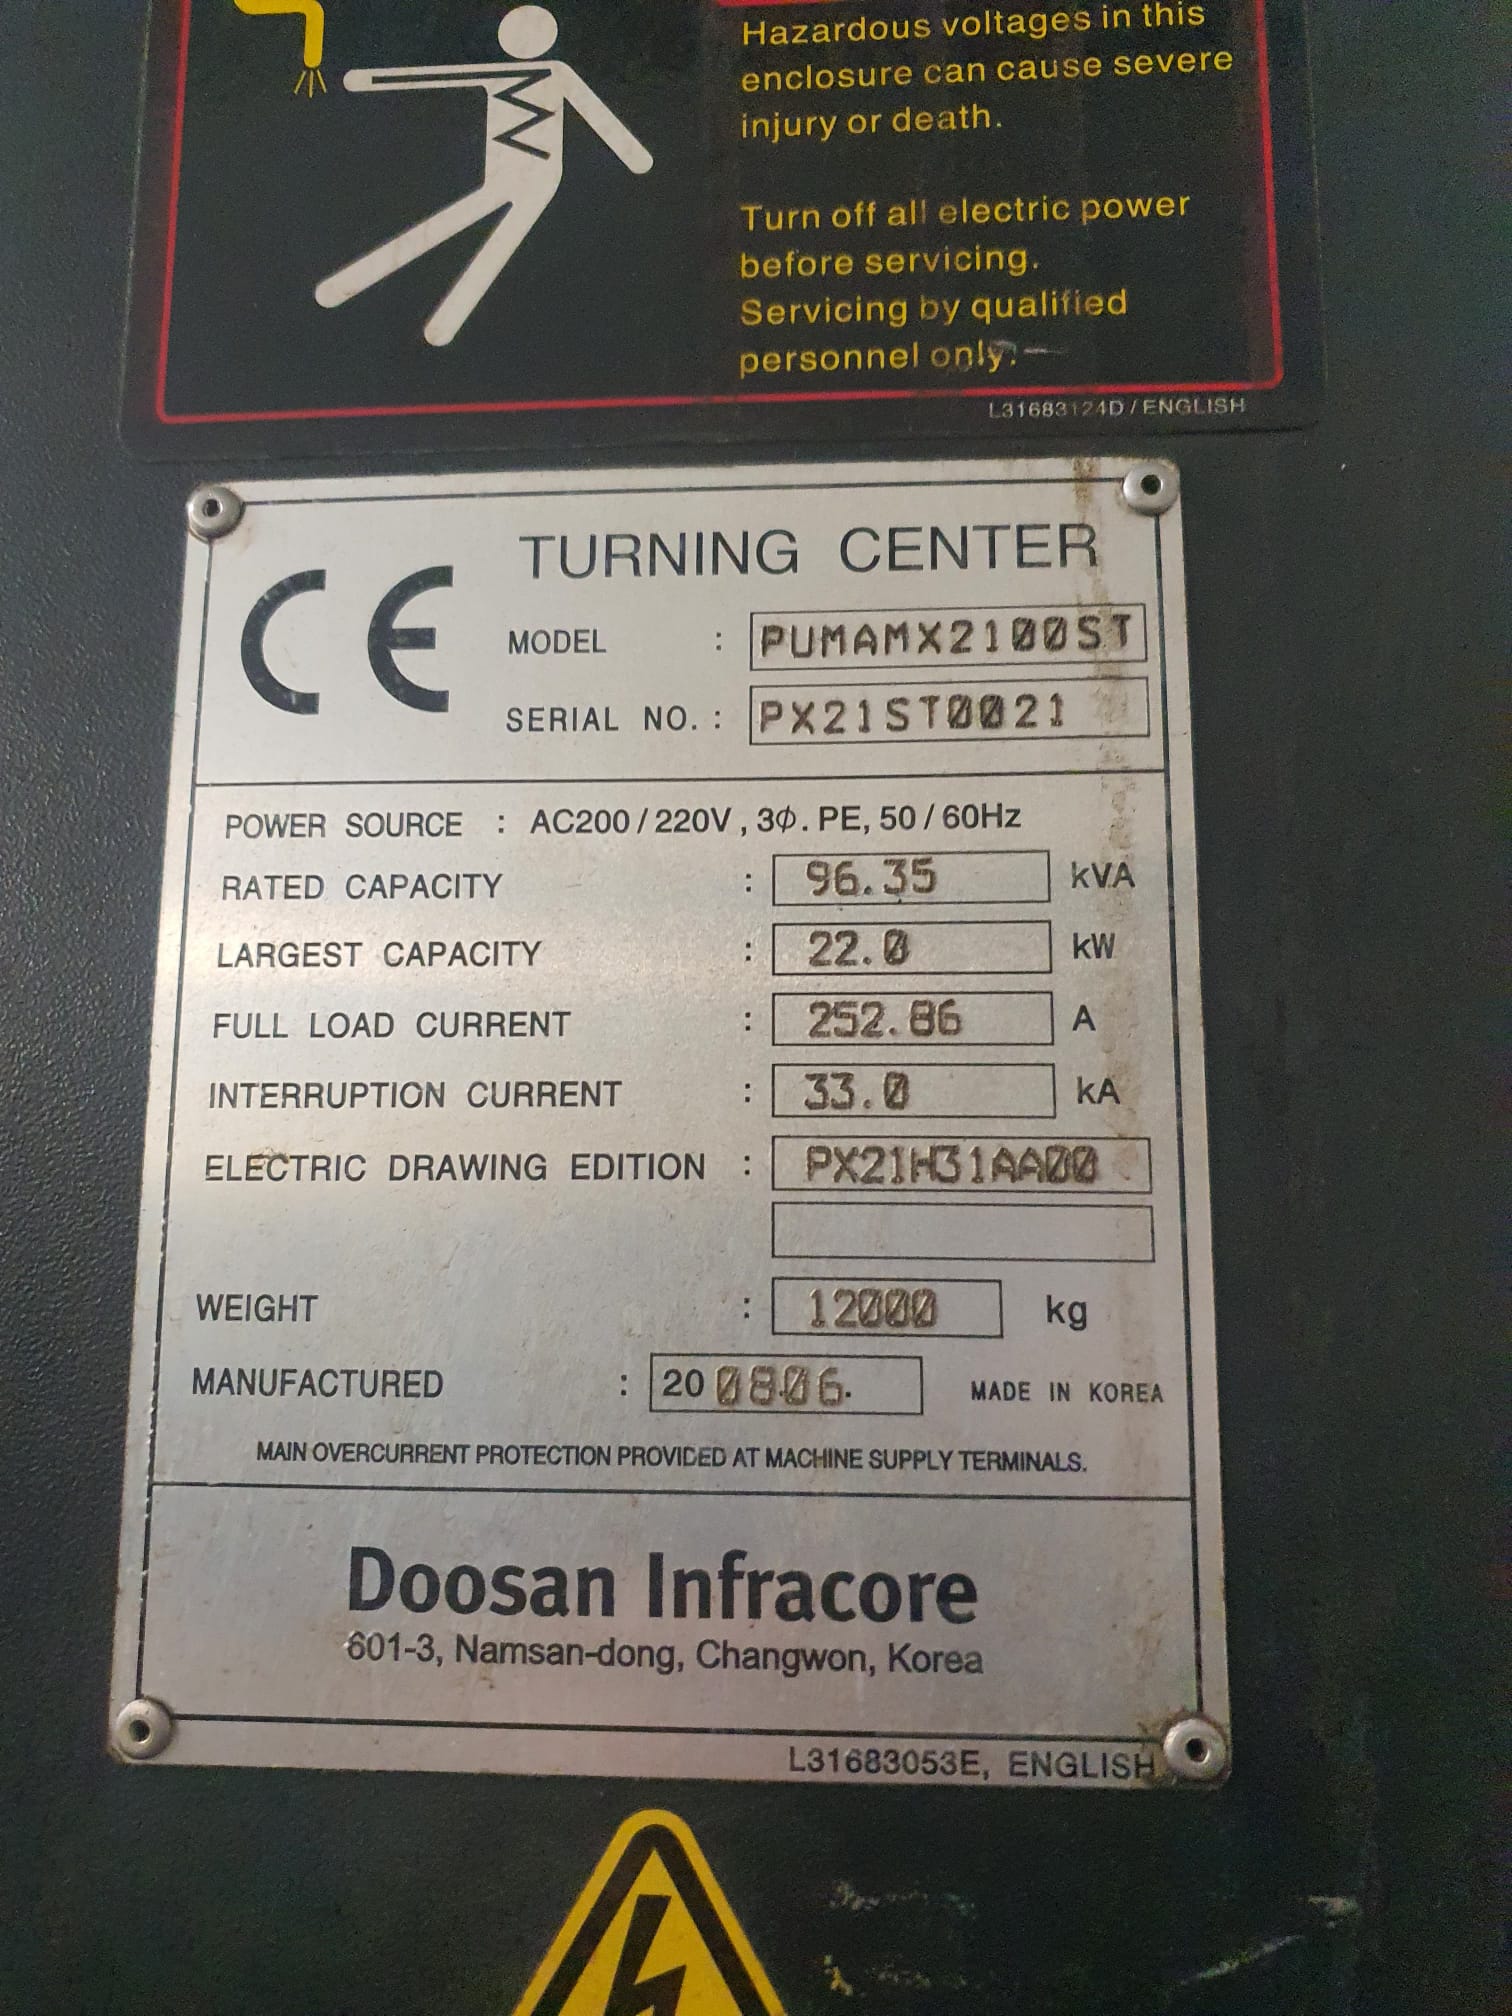 Hazardous voltages in this
enclosure can cause severe
injury or death.
Turn off all electric power
before servicing.
Servicing by qualified
personnel only.
L31683124D / ENGLISH
CE
TURNING CENTER
MODEL : PUMAMX2100ST
SERIAL NO. : PX21ST0021
POWER SOURCE : AC200 / 220V , 3Φ. PE, 50 / 60Hz
RATED CAPACITY : 96.35 kVA
LARGEST CAPACITY : 22.0 kW
FULL LOAD CURRENT : 252.86 A
INTERRUPTION CURRENT : 33.0 kA
ELECTRIC DRAWING EDITION : PX21H31AA00
WEIGHT : 12000 kg
MANUFACTURED : 20 08.06. MADE IN KOREA
MAIN OVERCURRENT PROTECTION PROVIDED AT MACHINE SUPPLY TERMINALS.
Doosan Infracore
601-3, Namsan-dong, Changwon, Korea
L31683053E, ENGLISH